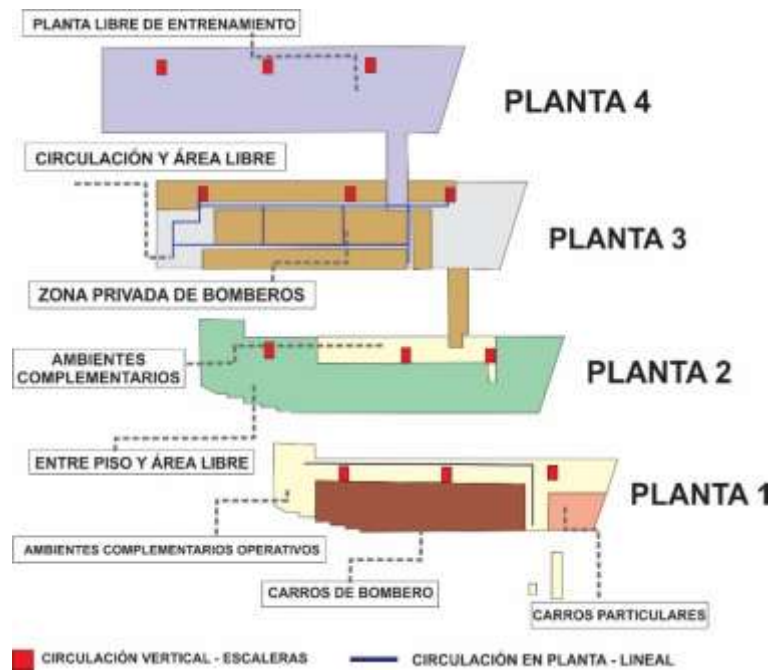 PLANTA LIBRE DE ENTRENAMIENTO
PLANTA 4
CIRCULACIÓN Y ÁREA LIBRE
PLANTA 3
ZONA PRIVADA DE BOMBEROS
AMBIENTES
COMPLEMENTARIOS
PLANTA 2
ENTRE PISO Y ÁREA LIBRE
PLANTA 1
AMBIENTES COMPLEMENTARIOS OPERATIVOS
CARROS DE BOMBERO
CARROS PARTICULARES
CIRCULACIÓN VERTICAL - ESCALERAS
CIRCULACIÓN EN PLANTA - LINEAL